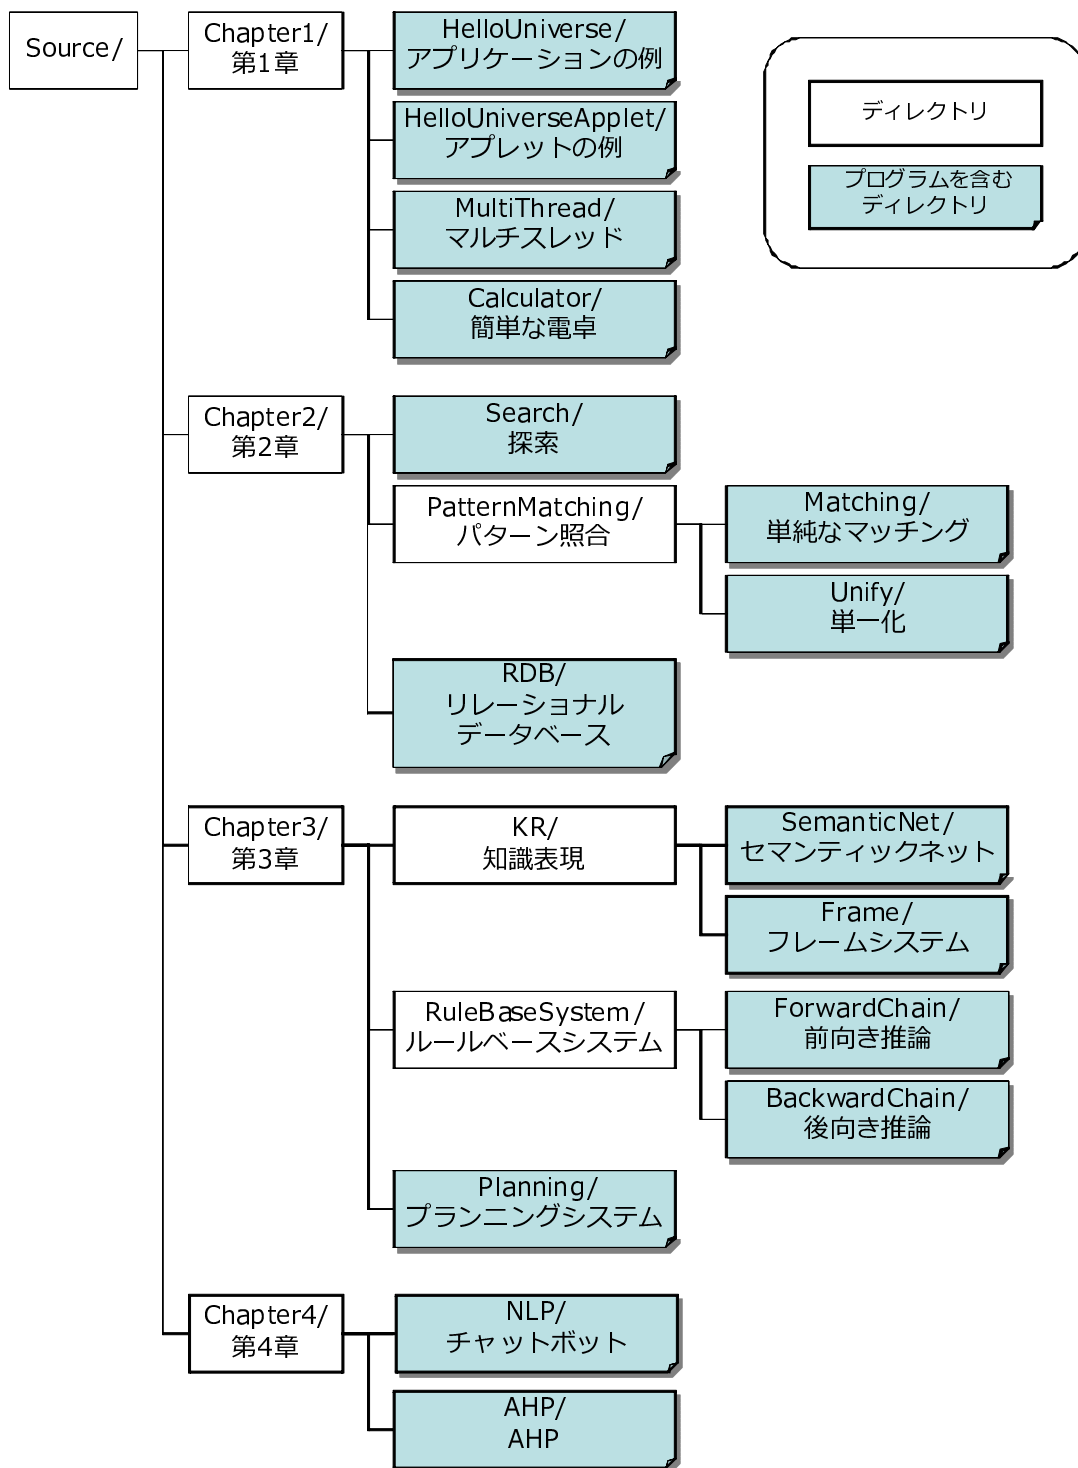 Source/
Chapter1/
第1章
HelloUniverse/
アプリケーションの例
HelloUniverseApplet/
アプレットの例
MultiThread/
マルチスレッド
Calculator/
簡単な電卓
ディレクトリ
プログラムを含む
ディレクトリ
Chapter2/
第2章
Search/
探索
PatternMatching/
パターン照合
Matching/
単純なマッチング
Unify/
単一化
RDB/
リレーショナル
データベース
Chapter3/
第3章
KR/
知識表現
SemanticNet/
セマンティックネット
Frame/
フレームシステム
RuleBaseSystem/
ルールベースシステム
ForwardChain/
前向き推論
BackwardChain/
後向き推論
Planning/
プランニングシステム
Chapter4/
第4章
NLP/
チャットボット
AHP/
AHP